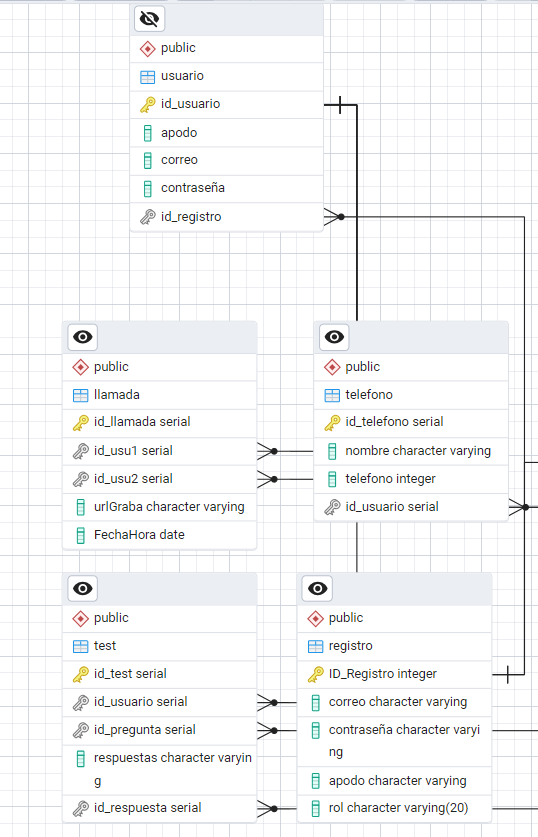 public
usuario
id_usuario
apodo
correo
contraseña
id_registro
public
llamada
id_llamada serial
id_usu1 serial
id_usu2 serial
urlGraba character varying
FechaHora date
public
telefono
id_telefono serial
nombre character varying
telefono integer
id_usuario serial
public
test
id_test serial
id_usuario serial
id_pregunta serial
respuestas character varyin
g
id_respuesta serial
public
registro
ID_Registro integer
correo character varying
contraseña character varyi
ng
apodo character varying
rol character varying(20)